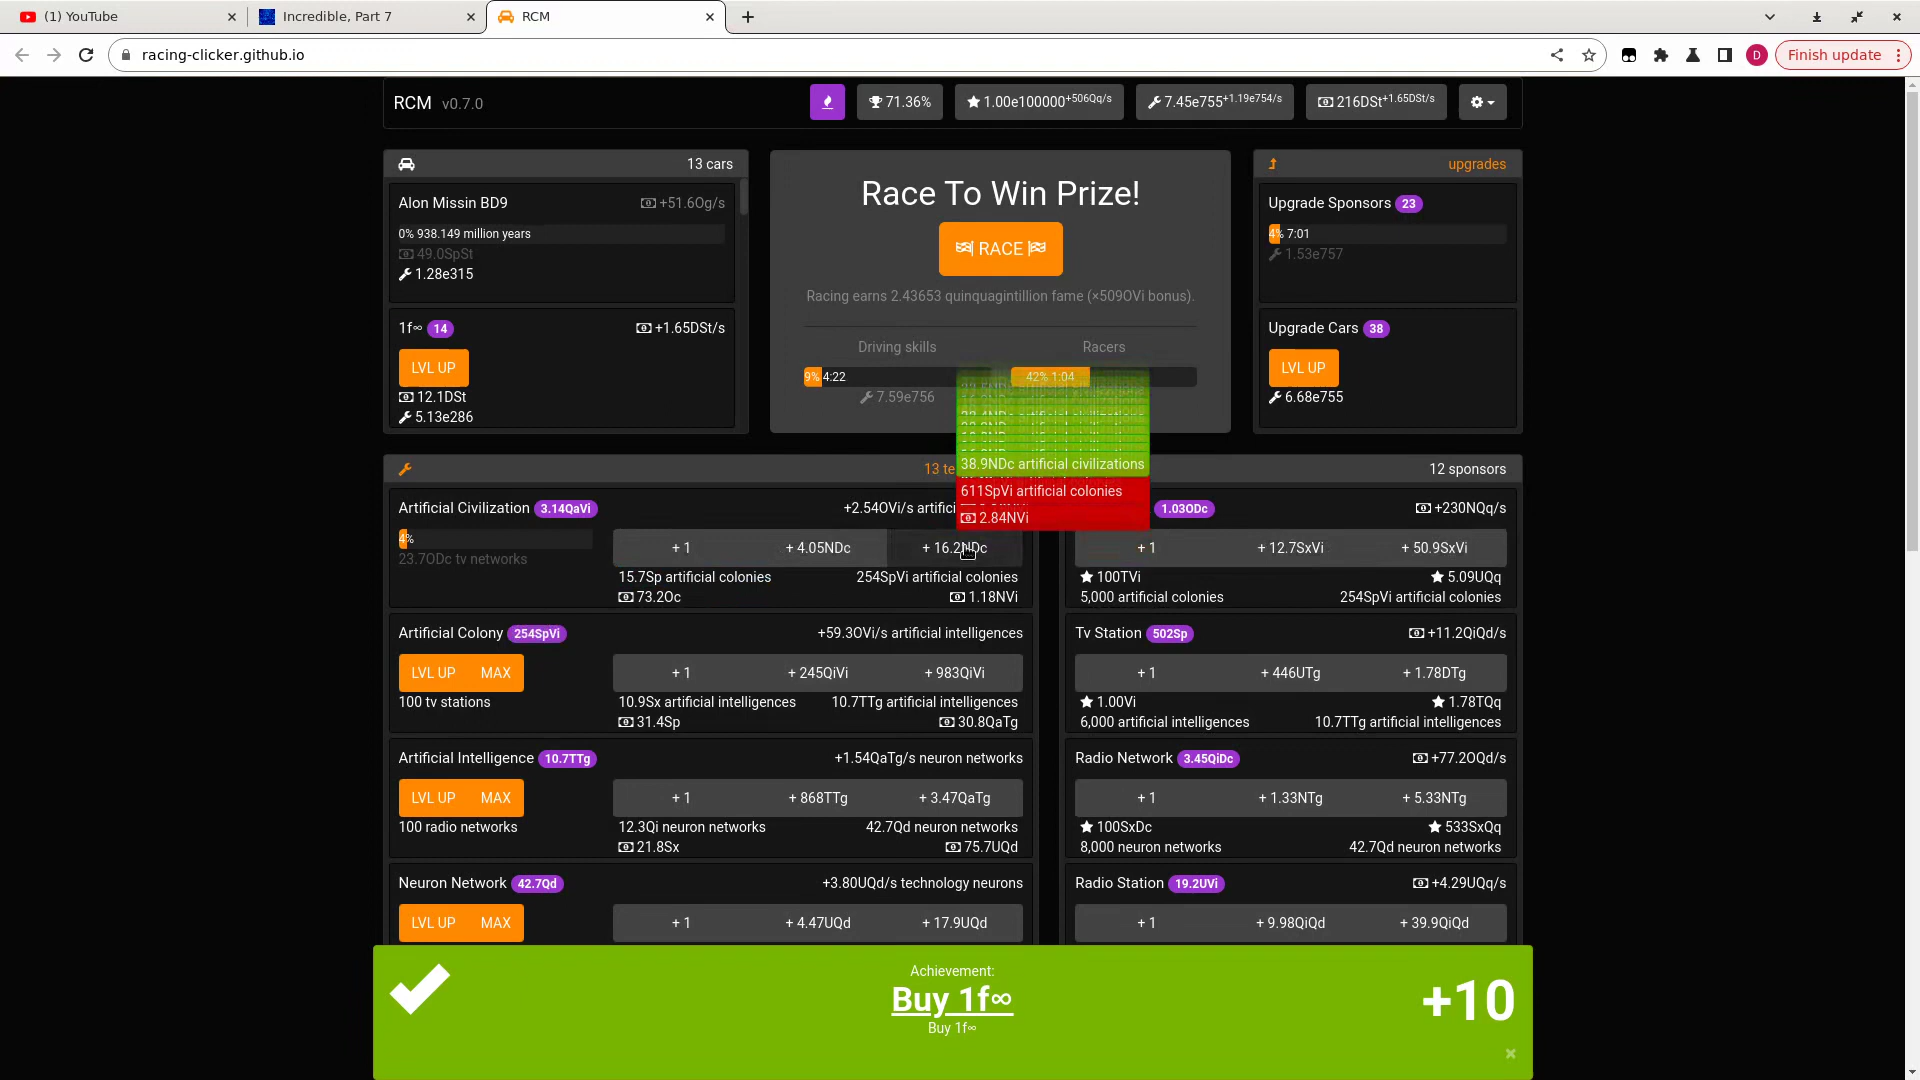 (1) YouTube
Incredible, Part 7
RCM
racing-clicker.github.io
D
Finish update
RCM v0.7.0
71.36%
1.00e100000+506Qq/s
7.45e755+1.19e754/s
216DSt+1.65DSt/s
13 cars
Alon Missin BD9
+51.6Og/s
0% 938.149 million years
49.0SpSt
1.28e315
1f∞ 14
+1.65DSt/s
LVL UP
12.1DSt
5.13e286
Race To Win Prize!
RACE
Racing earns 2.43653 quinquagintillion fame (×509OVi bonus).
Driving skills
Racers
9% 4:22
42% 1:04
7.59e756
upgrades
Upgrade Sponsors 23
4% 7:01
1.53e757
Upgrade Cars 38
LVL UP
6.68e755
38.9NDc artificial civilizations
611SpVi artificial colonies
2.84NVi
13 te
Artificial Civilization 3.14QaVi
+2.54OVi/s artifici
4%
23.7ODc tv networks
+ 1
+ 4.05NDc
+ 16.2NDc
15.7Sp artificial colonies
254SpVi artificial colonies
73.2Oc
1.18NVi
Artificial Colony 254SpVi
+59.3OVi/s artificial intelligences
LVL UP MAX
+ 1
+ 245QiVi
+ 983QiVi
100 tv stations
10.9Sx artificial intelligences
10.7TTg artificial intelligences
31.4Sp
30.8QaTg
Artificial Intelligence 10.7TTg
+1.54QaTg/s neuron networks
LVL UP MAX
+ 1
+ 868TTg
+ 3.47QaTg
100 radio networks
12.3Qi neuron networks
42.7Qd neuron networks
21.8Sx
75.7UQd
Neuron Network 42.7Qd
+3.80UQd/s technology neurons
LVL UP MAX
+ 1
+ 4.47UQd
+ 17.9UQd
12 sponsors
1.03ODc
+230NQq/s
+ 1
+ 12.7SxVi
+ 50.9SxVi
100TVi
5.09UQq
5,000 artificial colonies
254SpVi artificial colonies
Tv Station 502Sp
+11.2QiQd/s
+ 1
+ 446UTg
+ 1.78DTg
1.00Vi
1.78TQq
6,000 artificial intelligences
10.7TTg artificial intelligences
Radio Network 3.45QiDc
+77.2OQd/s
+ 1
+ 1.33NTg
+ 5.33NTg
100SxDc
533SxQq
8,000 neuron networks
42.7Qd neuron networks
Radio Station 19.2UVi
+4.29UQq/s
+ 1
+ 9.98QiQd
+ 39.9QiQd
Achievement:
Buy 1f∞
Buy 1f∞
+10